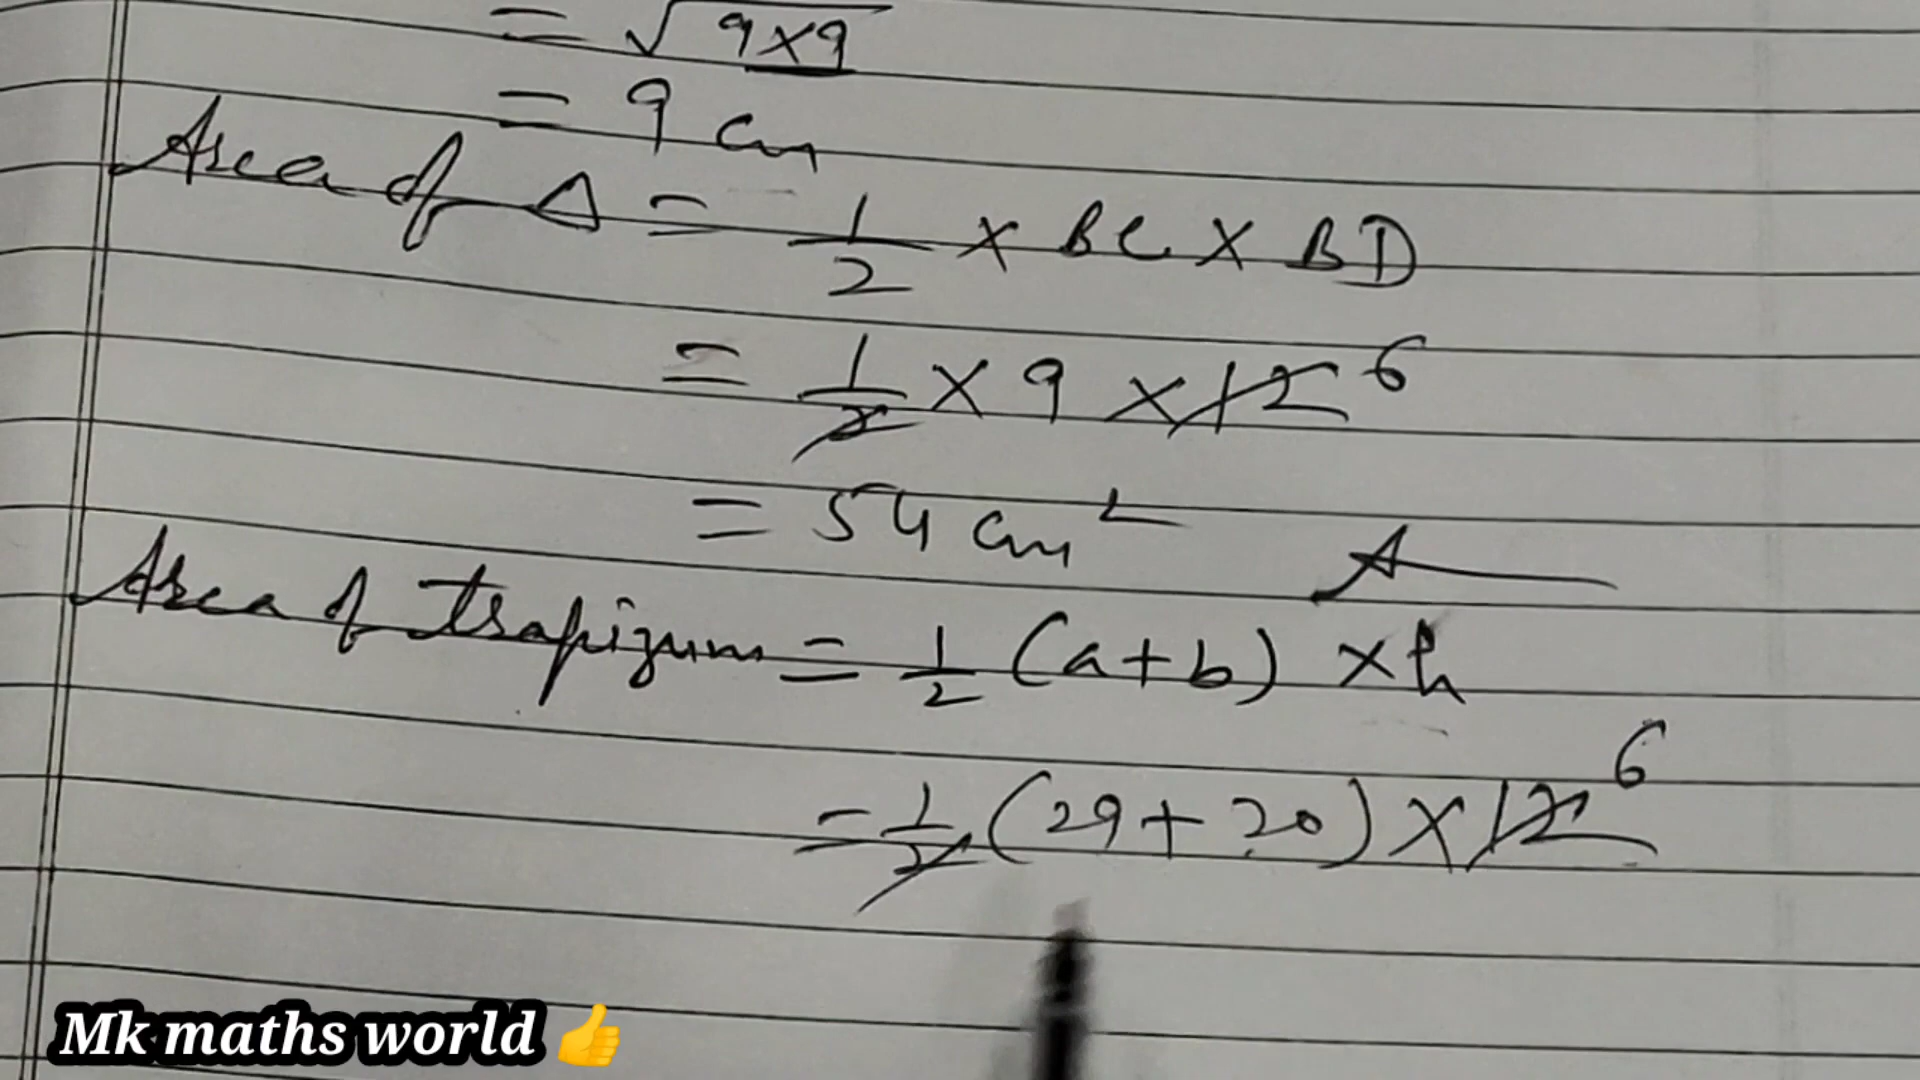 = √9×9
= 9 cm
Area of Δ = 1/2 × BC × BD
= 1/2 × 9 × 12 6
= 54 cm²
A
Area of trapizum = 1/2 (a+b) × h
= 1/2 (29+20) × 12 6
Mk maths world 👍